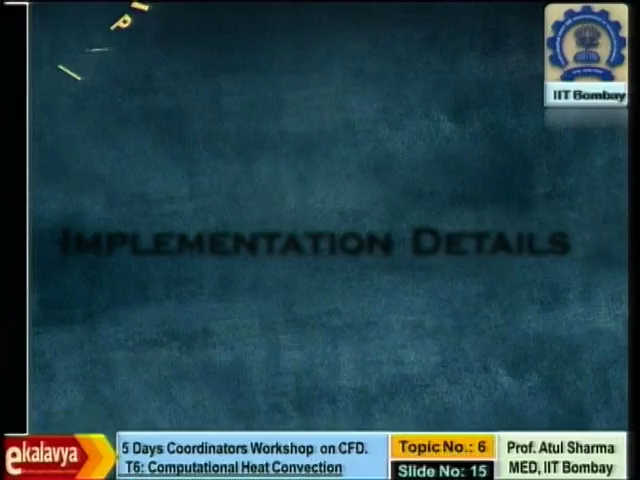 P
IIT Bombay
IMPLEMENTATION DETAILS
ekalavya
5 Days Coordinators Workshop on CFD.
T6: Computational Heat Convection
Topic No.: 6
Slide No: 15
Prof. Atul Sharma
MED, IIT Bombay